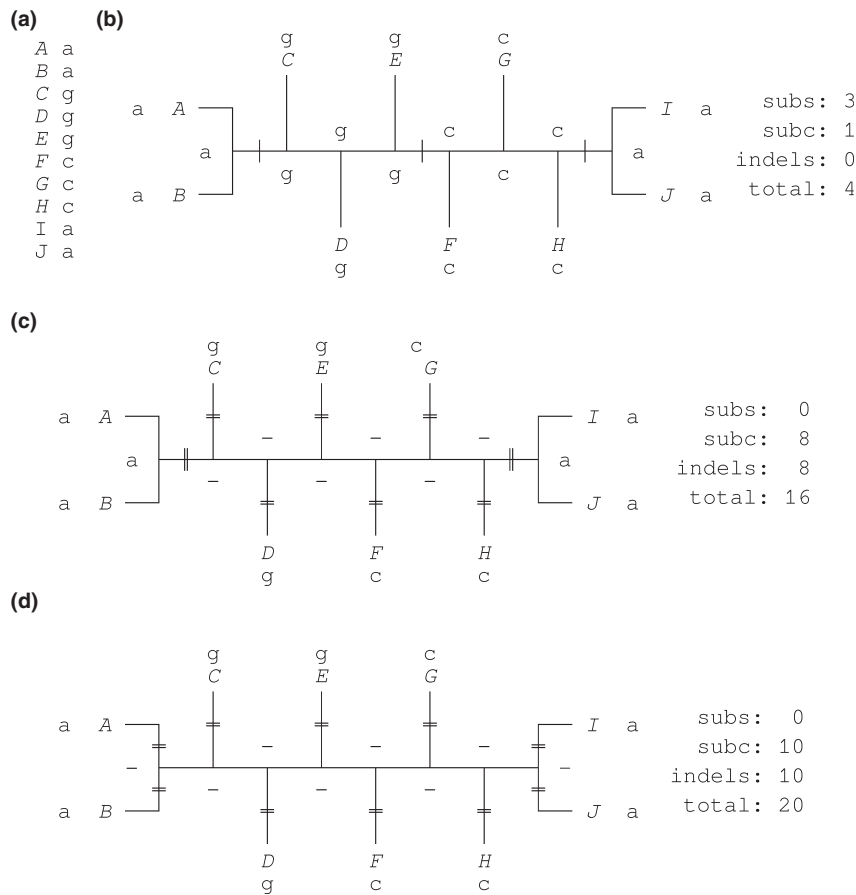 (a)
A a
B a
C g
D g
E g
F c
G c
H c
I a
J a
(b)
g g c
C E G
a A I a
g c c
a a
g g c
a B J a
D F H
g c c
subs: 3
subc: 1
indels: 0
total: 4
(c)
g g c
C E G
a A I a
– – –
a a
– – –
a B J a
D F H
g c c
subs: 0
subc: 8
indels: 8
total: 16
(d)
g g c
C E G
a A I a
– – –
– –
– – –
a B J a
D F H
g c c
subs: 0
subc: 10
indels: 10
total: 20